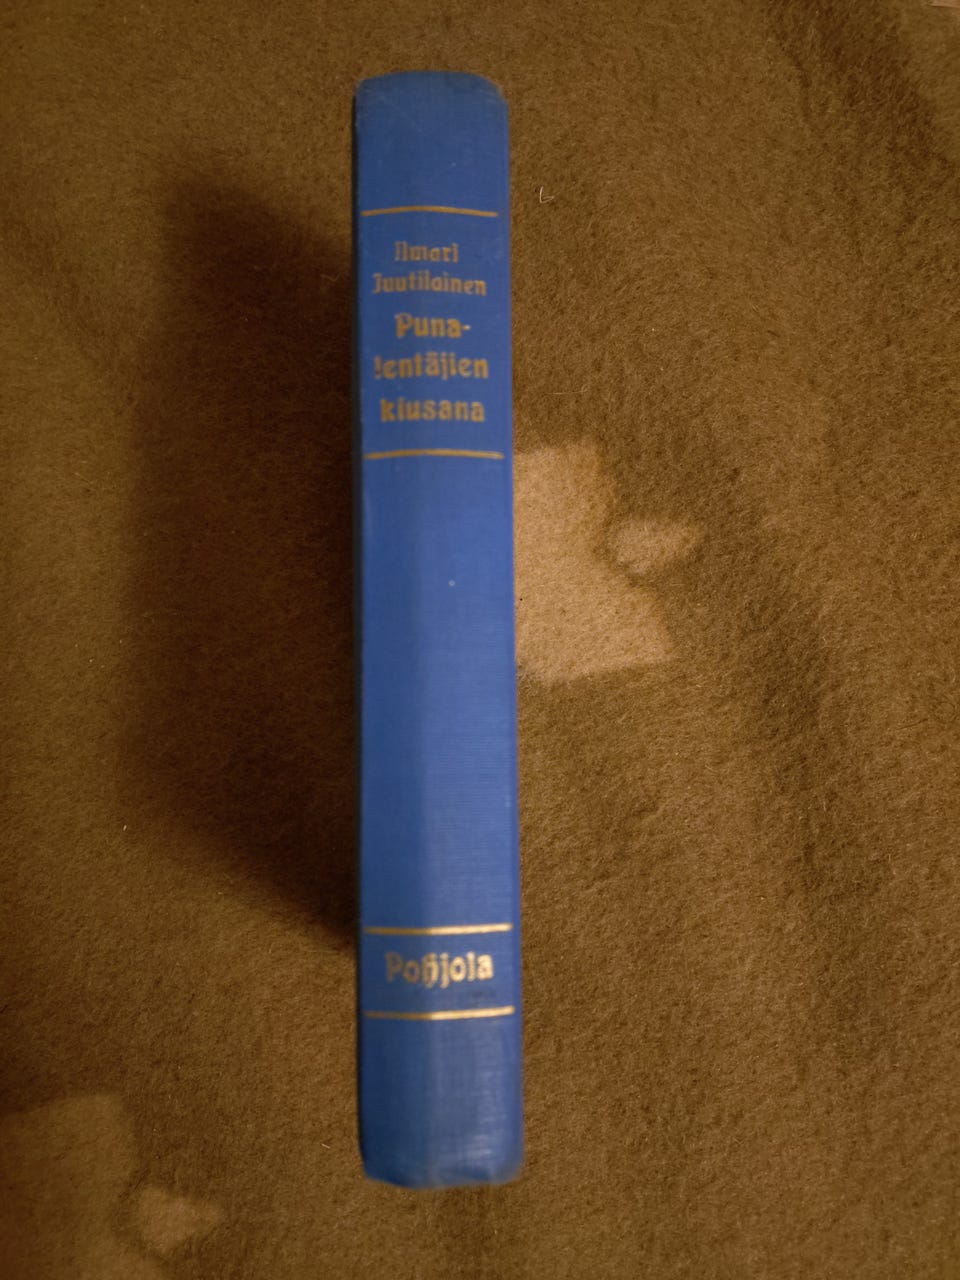 Ilmari
Juutilainen
Puna-
lentäjien
kiusana
Pohjola